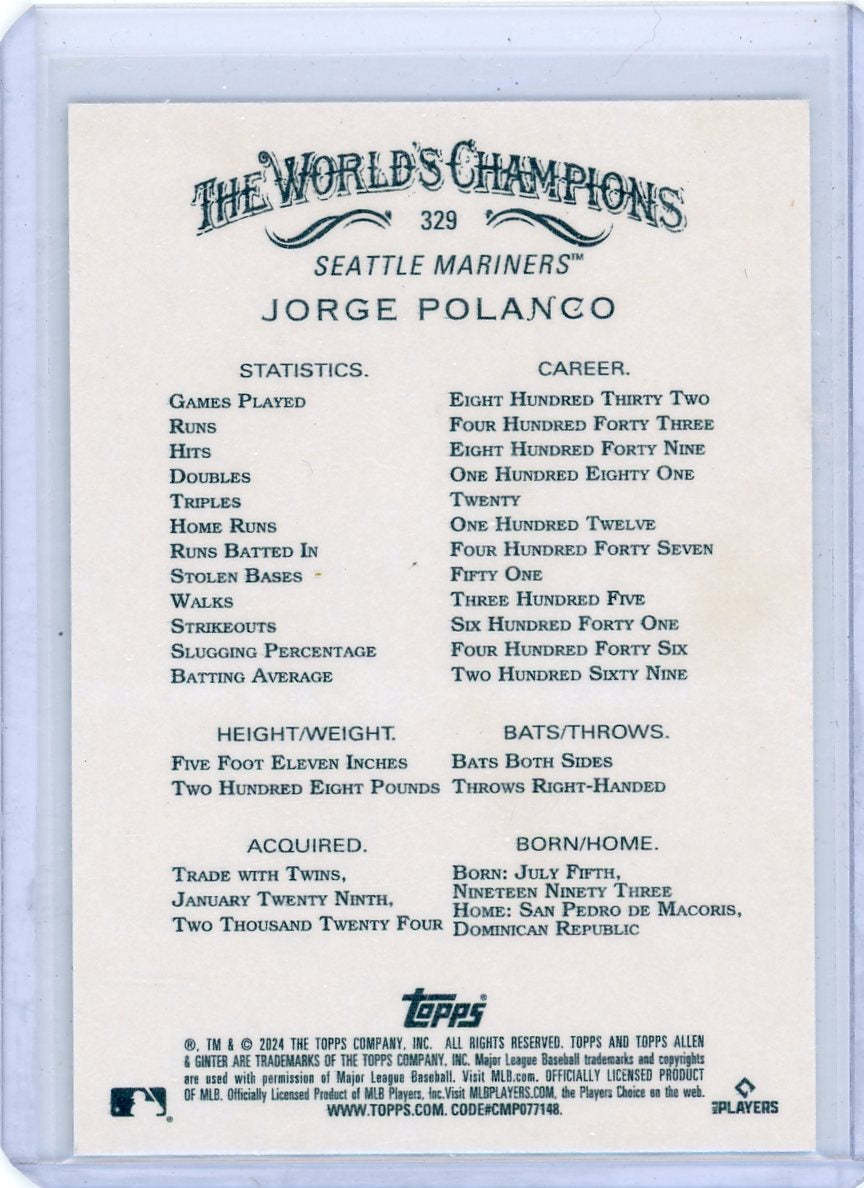 THE WORLD'S CHAMPIONS
329
SEATTLE MARINERS™
JORGE POLANCO
STATISTICS. CAREER.
GAMES PLAYED EIGHT HUNDRED THIRTY TWO
RUNS FOUR HUNDRED FORTY THREE
HITS EIGHT HUNDRED FORTY NINE
DOUBLES ONE HUNDRED EIGHTY ONE
TRIPLES TWENTY
HOME RUNS ONE HUNDRED TWELVE
RUNS BATTED IN FOUR HUNDRED FORTY SEVEN
STOLEN BASES FIFTY ONE
WALKS THREE HUNDRED FIVE
STRIKEOUTS SIX HUNDRED FORTY ONE
SLUGGING PERCENTAGE FOUR HUNDRED FORTY SIX
BATTING AVERAGE TWO HUNDRED SIXTY NINE
HEIGHT/WEIGHT. BATS/THROWS.
FIVE FOOT ELEVEN INCHES BATS BOTH SIDES
TWO HUNDRED EIGHT POUNDS THROWS RIGHT-HANDED
ACQUIRED.
TRADE WITH TWINS,
JANUARY TWENTY NINTH,
TWO THOUSAND TWENTY FOUR
BORN/HOME.
BORN: JULY FIFTH,
NINETEEN NINETY THREE
HOME: SAN PEDRO DE MACORIS,
DOMINICAN REPUBLIC
topps®
®, TM & © 2024 THE TOPPS COMPANY, INC. ALL RIGHTS RESERVED. TOPPS AND TOPPS ALLEN
& GINTER ARE TRADEMARKS OF THE TOPPS COMPANY, INC. Major League Baseball trademarks and copyrights
are used with permission of Major League Baseball. Visit MLB.com. OFFICIALLY LICENSED PRODUCT
OF MLB. Officially Licensed Product of MLB Players, Inc.Visit MLBPLAYERS.COM, the Players Choice on the web.
WWW.TOPPS.COM. CODE#CMP077148.
MLB PLAYERS